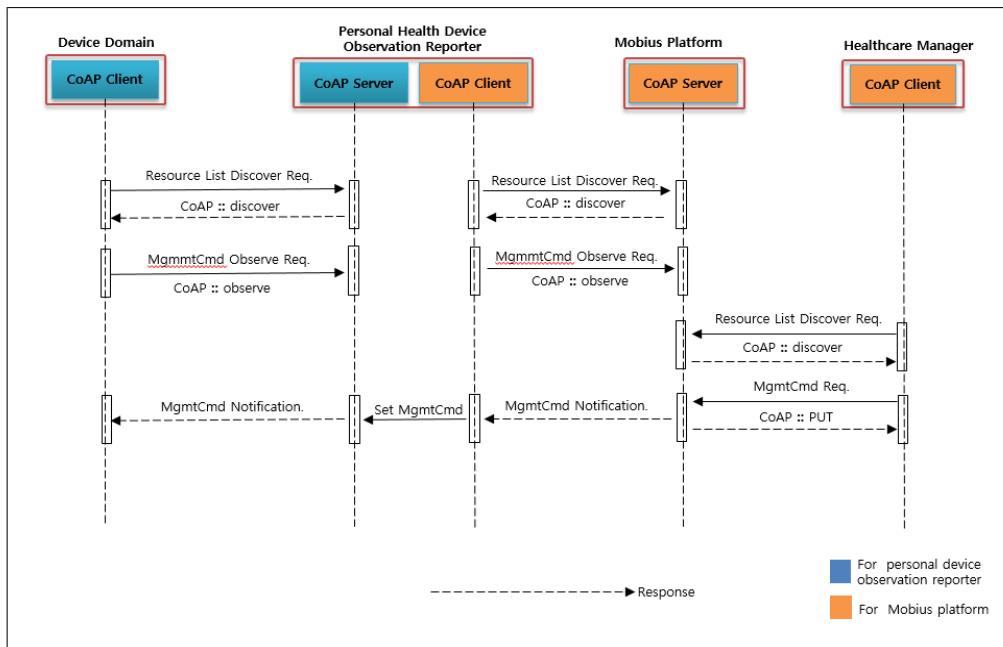 Device Domain
Personal Health Device
Observation Reporter
Mobius Platform
Healthcare Manager
CoAP Client
CoAP Server
CoAP Client
CoAP Server
CoAP Client
Resource List Discover Req.
CoAP :: discover
Resource List Discover Req.
CoAP :: discover
MgmmtCmd Observe Req.
CoAP :: observe
MgmmtCmd Observe Req.
CoAP :: observe
Resource List Discover Req.
CoAP :: discover
MgmtCmd Notification.
Set MgmtCmd
MgmtCmd Notification.
MgmtCmd Req.
CoAP :: PUT
Response
For personal device
observation reporter
For Mobius platform